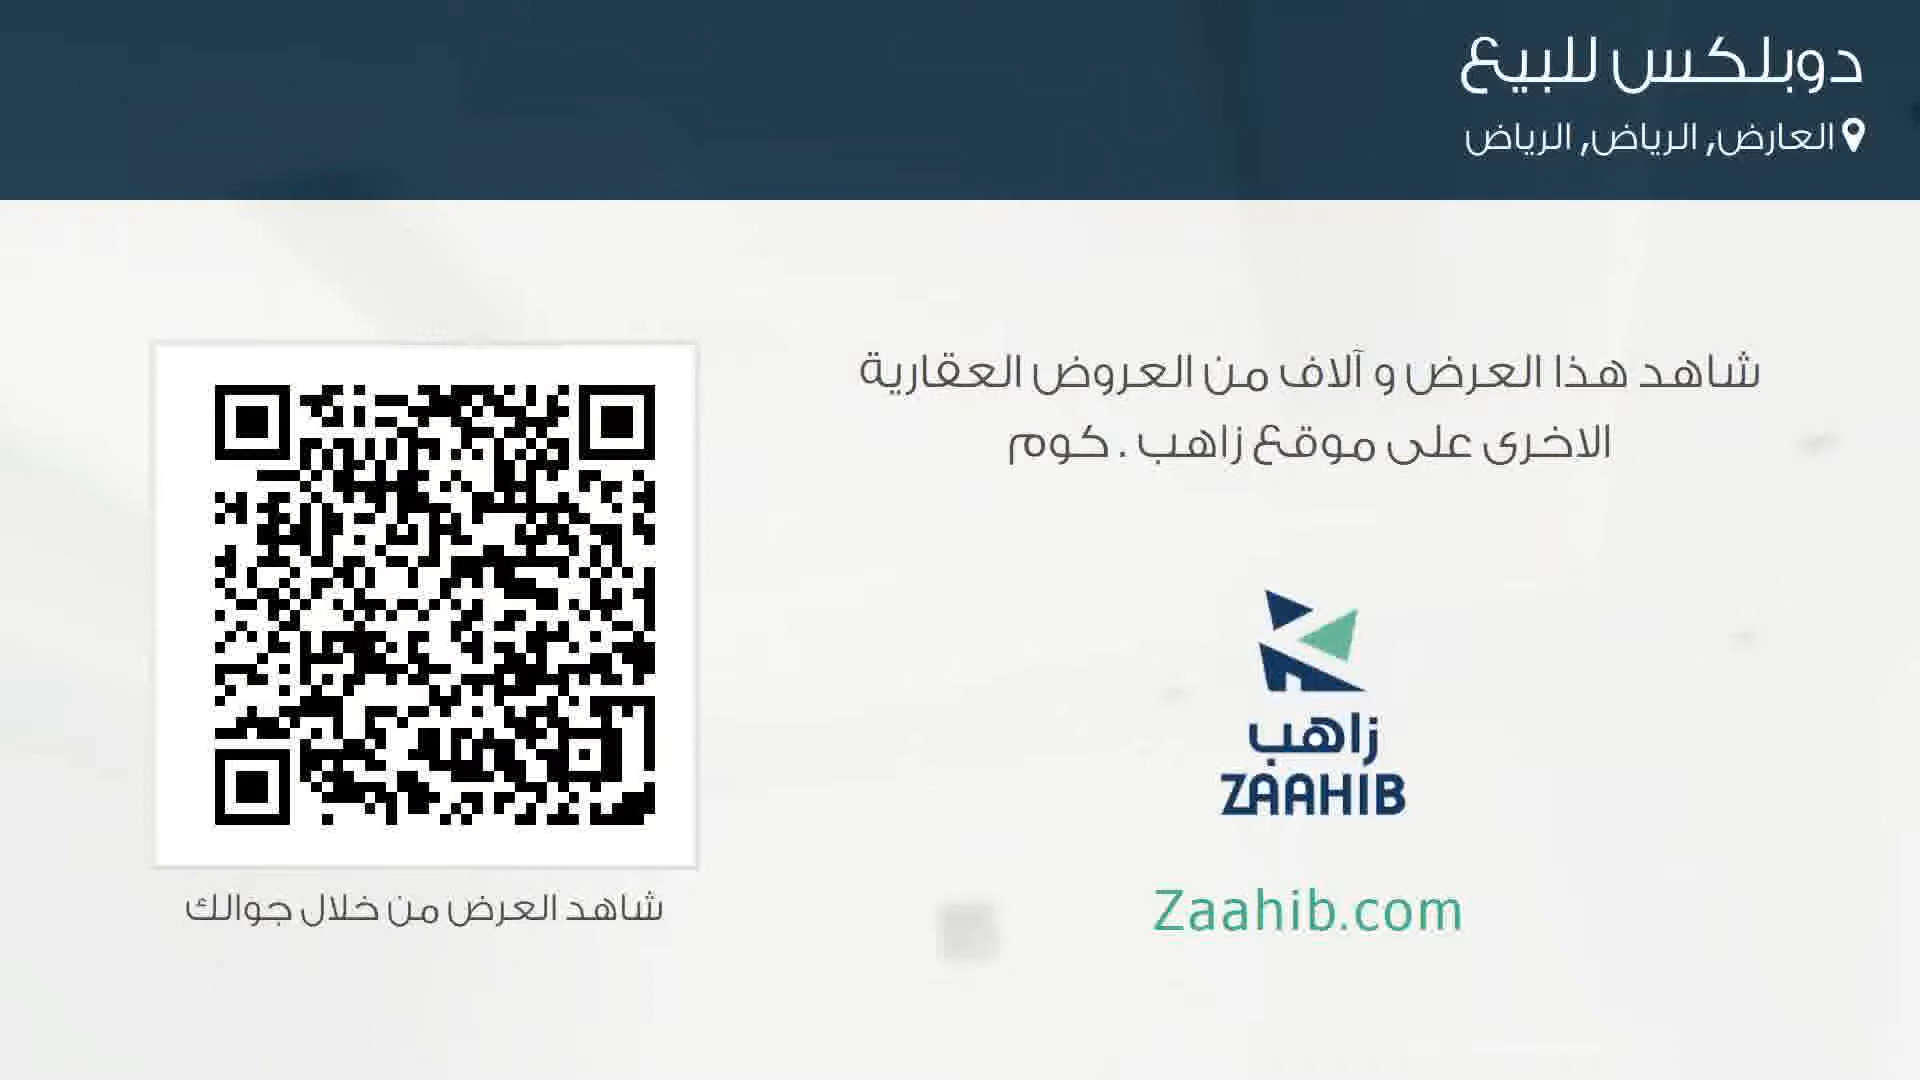 دوبلكس للبيع
العارض, الرياض, الرياض
شاهد هذا العرض و آلاف من العروض العقارية
الاخرى على موقع زاهب . كوم
زاهب
ZAAHIB
Zaahib.com
شاهد العرض من خلال جوالك